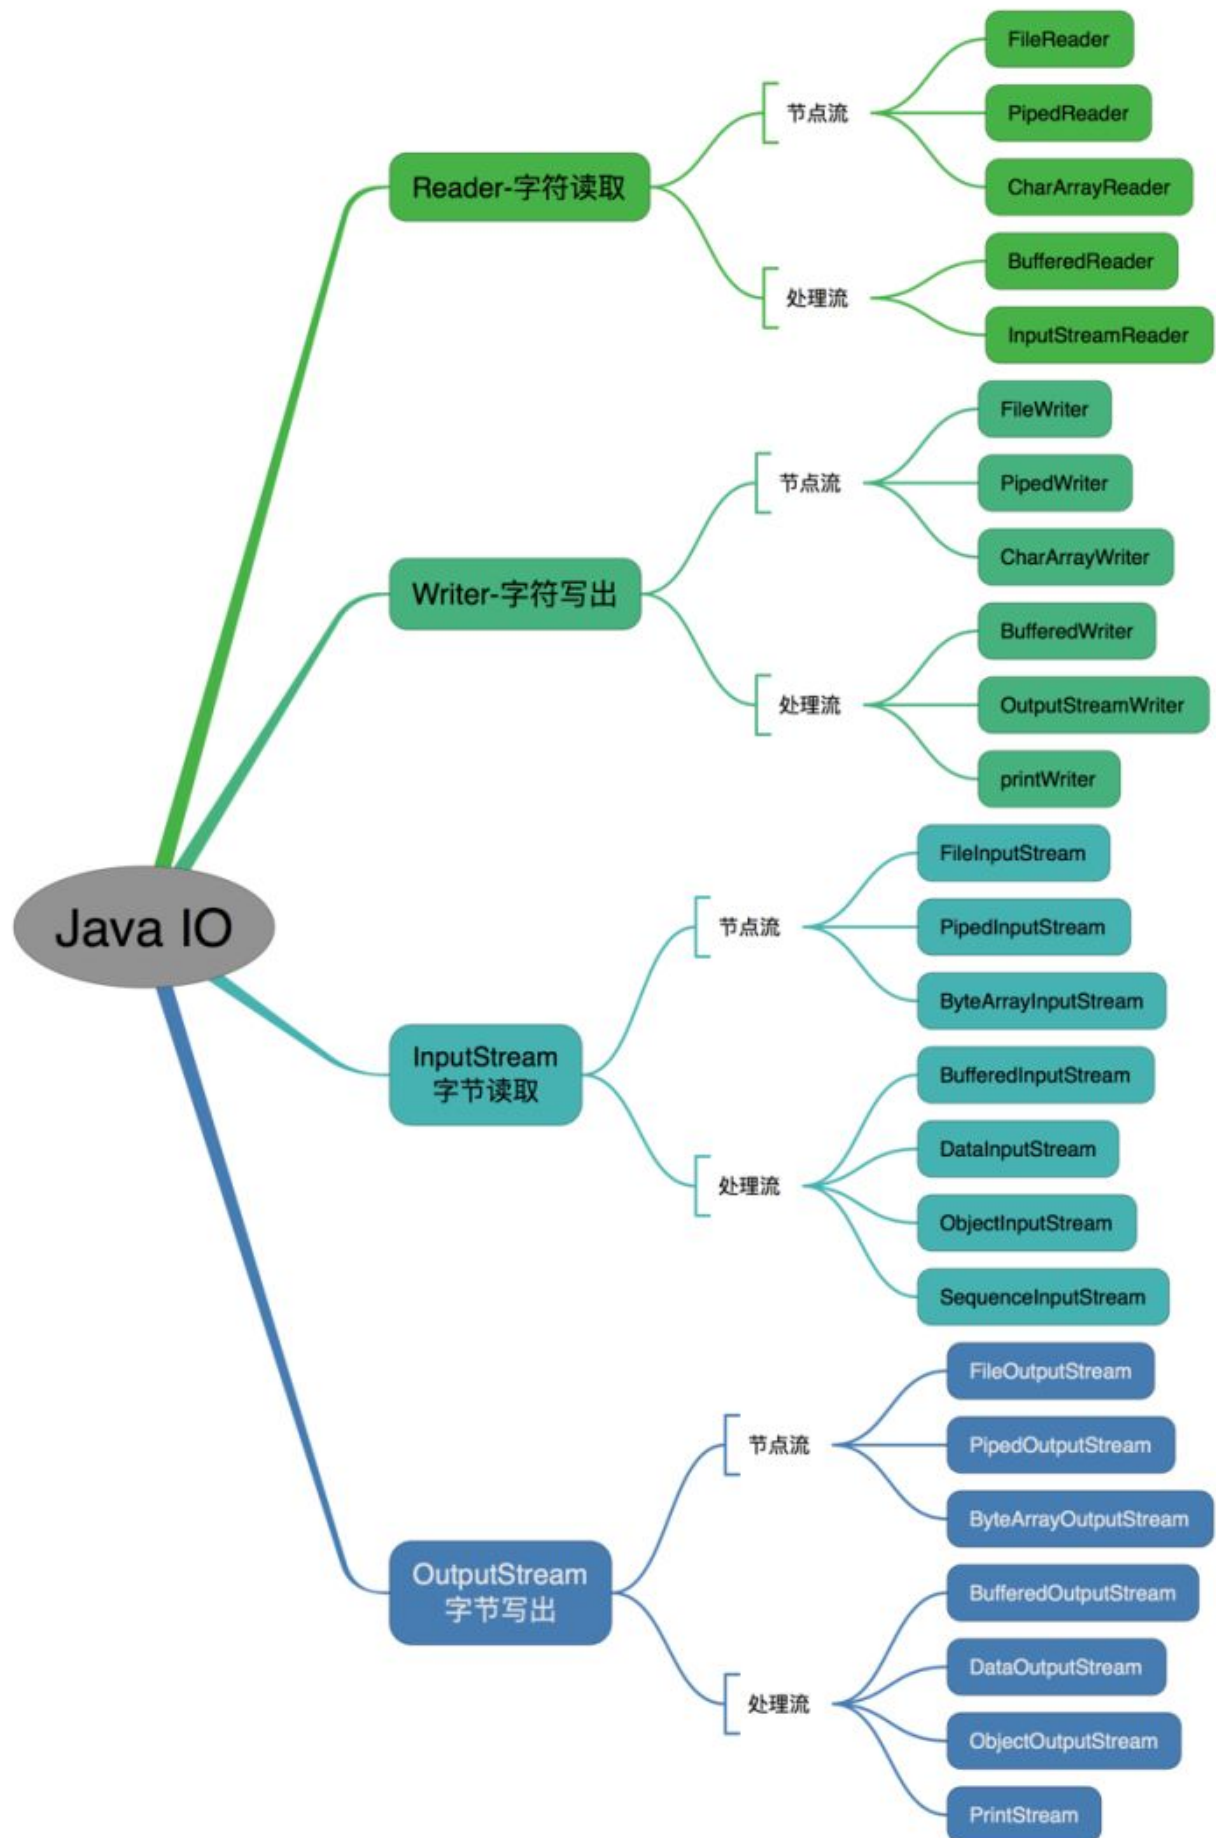 Java IO
Reader-字符读取
节点流
FileReader
PipedReader
CharArrayReader
处理流
BufferedReader
InputStreamReader
Writer-字符写出
节点流
FileWriter
PipedWriter
CharArrayWriter
处理流
BufferedWriter
OutputStreamWriter
printWriter
InputStream
字节读取
节点流
FileInputStream
PipedInputStream
ByteArrayInputStream
处理流
BufferedInputStream
DataInputStream
ObjectInputStream
SequenceInputStream
OutputStream
字节写出
节点流
FileOutputStream
PipedOutputStream
ByteArrayOutputStream
处理流
BufferedOutputStream
DataOutputStream
ObjectOutputStream
PrintStream